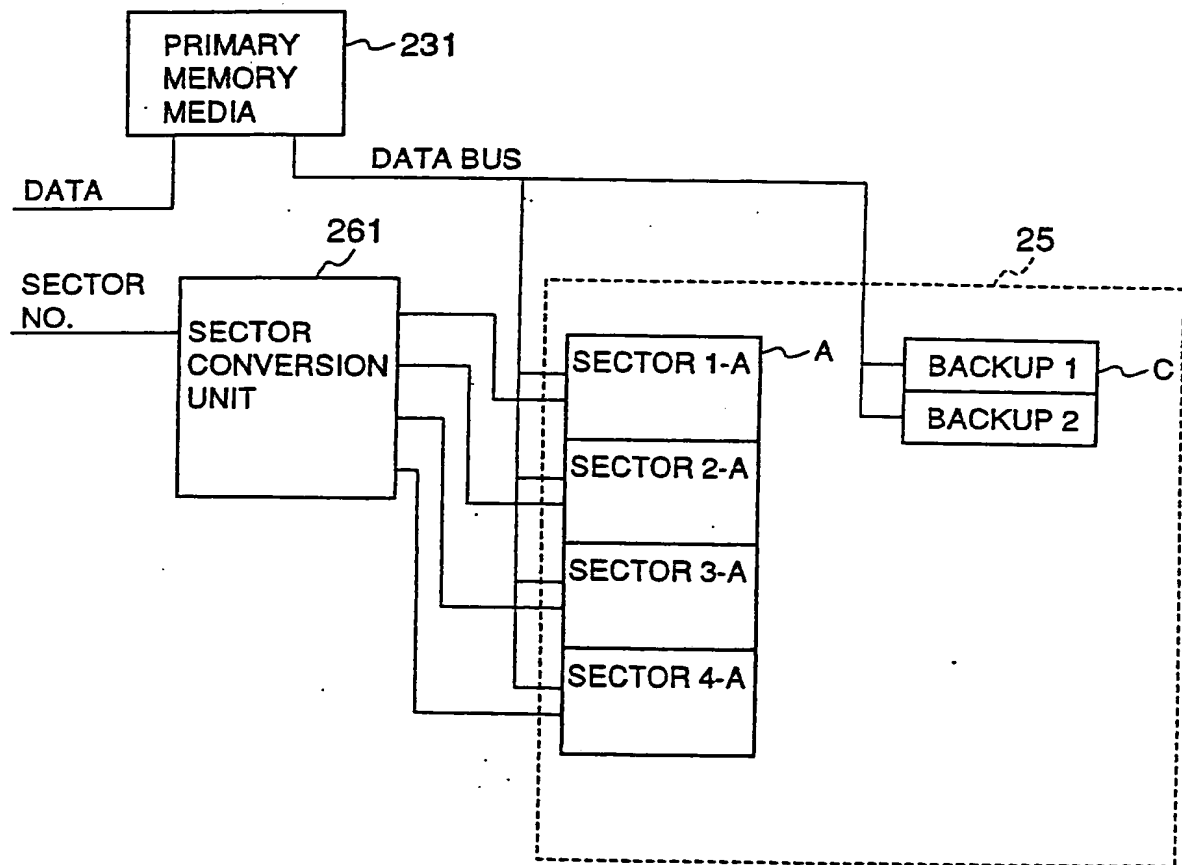 PRIMARY
MEMORY
MEDIA
231
DATA BUS
DATA
261
25
SECTOR
NO.
SECTOR
CONVERSION
UNIT
SECTOR 1-A
A
BACKUP 1
C
BACKUP 2
SECTOR 2-A
SECTOR 3-A
SECTOR 4-A